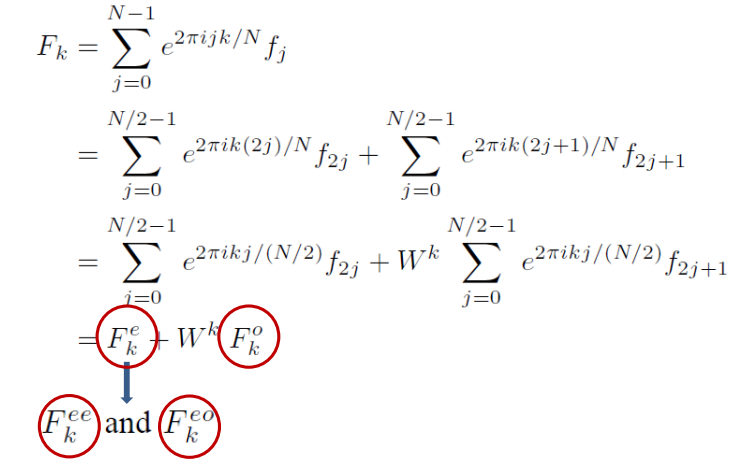 F_k = \sum_{j=0}^{N-1} e^{2\pi ijk/N} f_j
= \sum_{j=0}^{N/2-1} e^{2\pi ik(2j)/N} f_{2j} + \sum_{j=0}^{N/2-1} e^{2\pi ik(2j+1)/N} f_{2j+1}
= \sum_{j=0}^{N/2-1} e^{2\pi ikj/(N/2)} f_{2j} + W^k \sum_{j=0}^{N/2-1} e^{2\pi ikj/(N/2)} f_{2j+1}
= F_k^e + W^k F_k^o
F_k^{ee} and F_k^{eo}